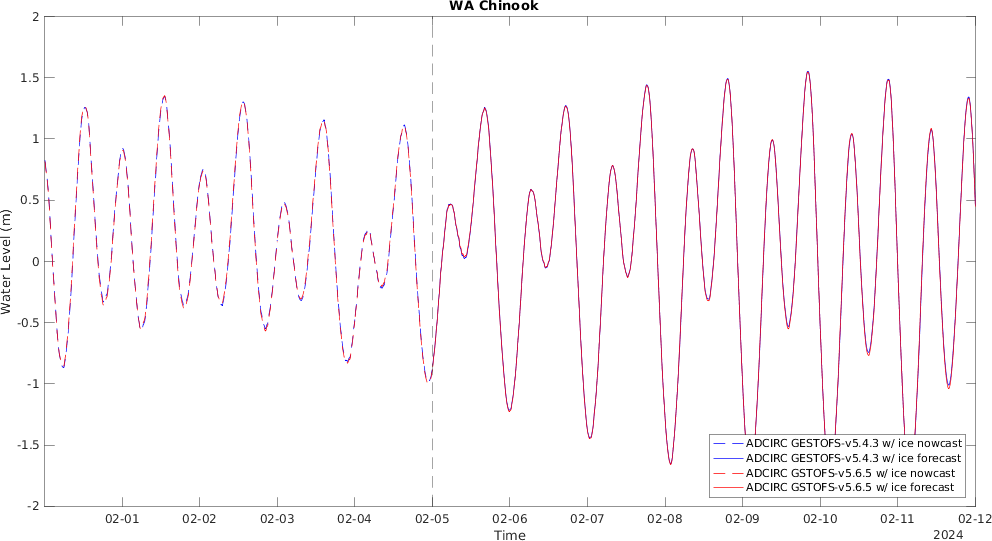 WA Chinook
2
1.5
1
0.5
0
-0.5
-1
-1.5
-2
Water Level (m)
02-01 02-02 02-03 02-04 02-05 02-06 02-07 02-08 02-09 02-10 02-11 02-12
Time
2024
ADCIRC GESTOFS-v5.4.3 w/ ice nowcast
ADCIRC GESTOFS-v5.4.3 w/ ice forecast
ADCIRC GSTOFS-v5.6.5 w/ ice nowcast
ADCIRC GSTOFS-v5.6.5 w/ ice forecast